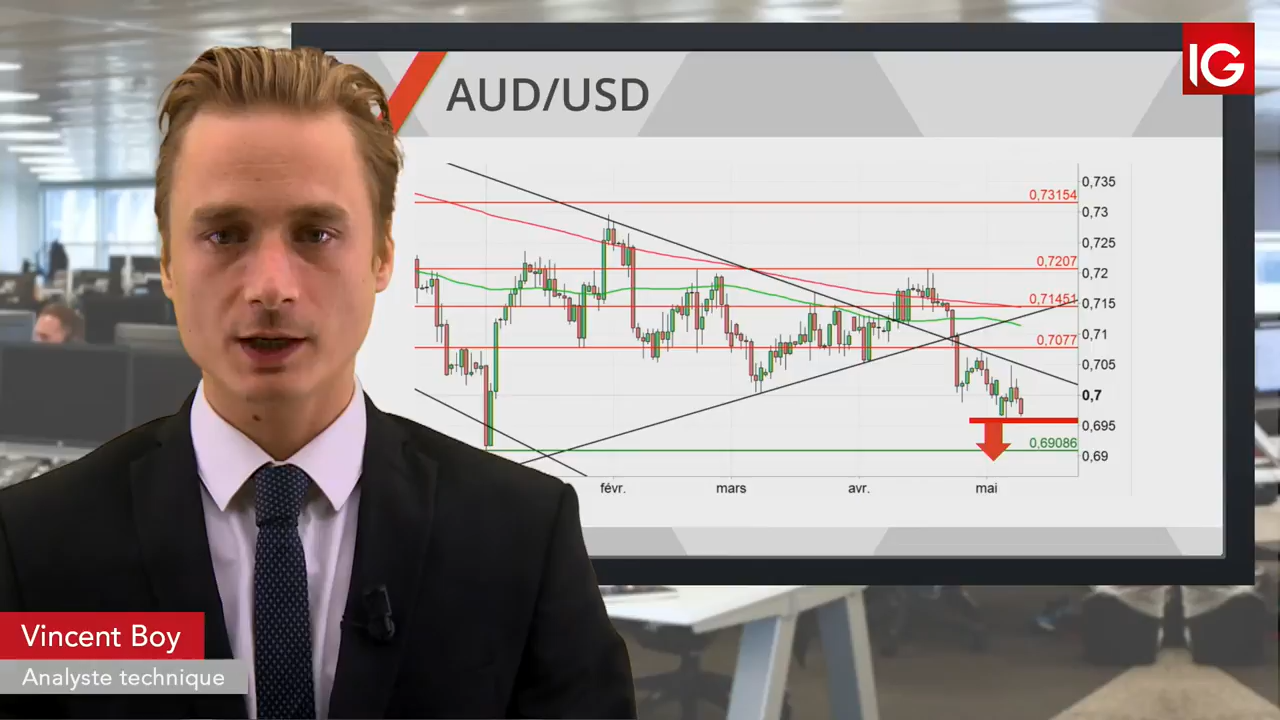 IG
AUD/USD
0,735
0,73154
0,73
0,725
0,7207
0,72
0,71451
0,715
0,71
0,7077
0,705
0,7
0,695
0,69086
0,69
févr.
mars
avr.
mai
Vincent Boy
Analyste technique